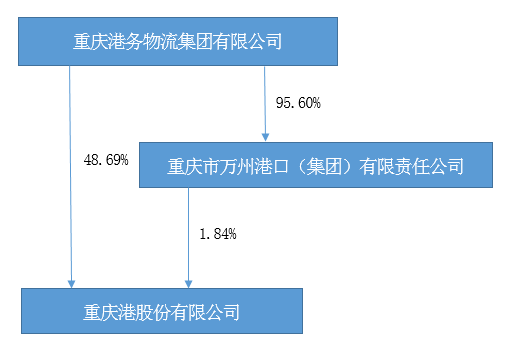 重庆港务物流集团有限公司
95.60%
48.69%
重庆市万州港口（集团）有限责任公司
1.84%
重庆港股份有限公司